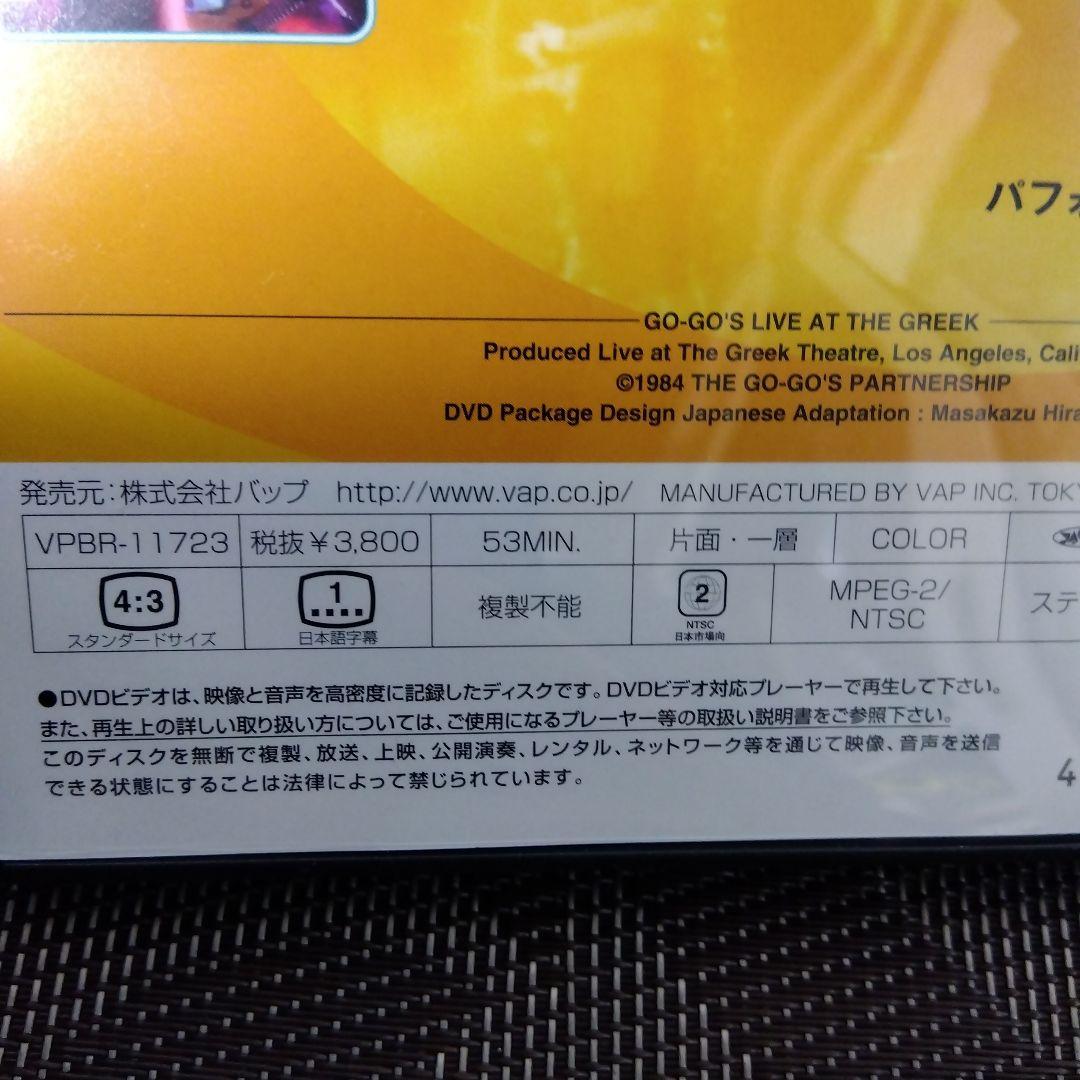 パフォ
GO-GO'S LIVE AT THE GREEK
Produced Live at The Greek Theatre, Los Angeles, Cali
©1984 THE GO-GO'S PARTNERSHIP
DVD Package Design Japanese Adaptation : Masakazu Hira
発売元:株式会社バップ http://www.vap.co.jp/ MANUFACTURED BY VAP INC. TOKY
VPBR-11723 税抜¥3,800 53MIN. 片面・一層 COLOR
4:3 1 複製不能 2 MPEG-2/
NTSC ステ
スタンダードサイズ 日本語字幕 NTSC
日本市場向
●DVDビデオは、映像と音声を高密度に記録したディスクです。DVDビデオ対応プレーヤーで再生して下さい。
また、再生上の詳しい取り扱い方については、ご使用になるプレーヤー等の取扱い説明書をご参照下さい。
このディスクを無断で複製、放送、上映、公開演奏、レンタル、ネットワーク等を通じて映像、音声を送信
できる状態にすることは法律によって禁じられています。
4